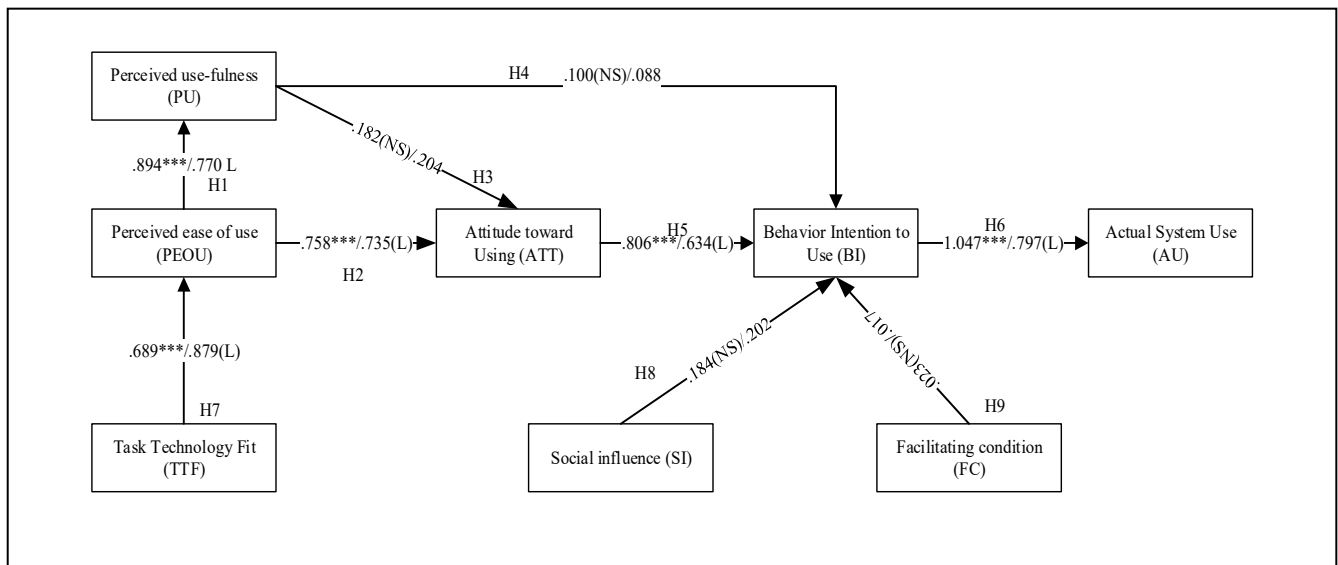 Perceived use-fulness
(PU)
H4
.100(NS)/.088
.182(NS)/.204
H3
.894***/.770 L
H1
Perceived ease of use
(PEOU)
.758***/.735(L)
H2
Attitude toward
Using (ATT)
H5
.806***/.634(L)
Behavior Intention to
Use (BI)
H6
1.047***/.797(L)
Actual System Use
(AU)
.689***/.879(L)
H7
H8
.184(NS)/.202
.023(NS)/.017
H9
Task Technology Fit
(TTF)
Social influence (SI)
Facilitating condition
(FC)